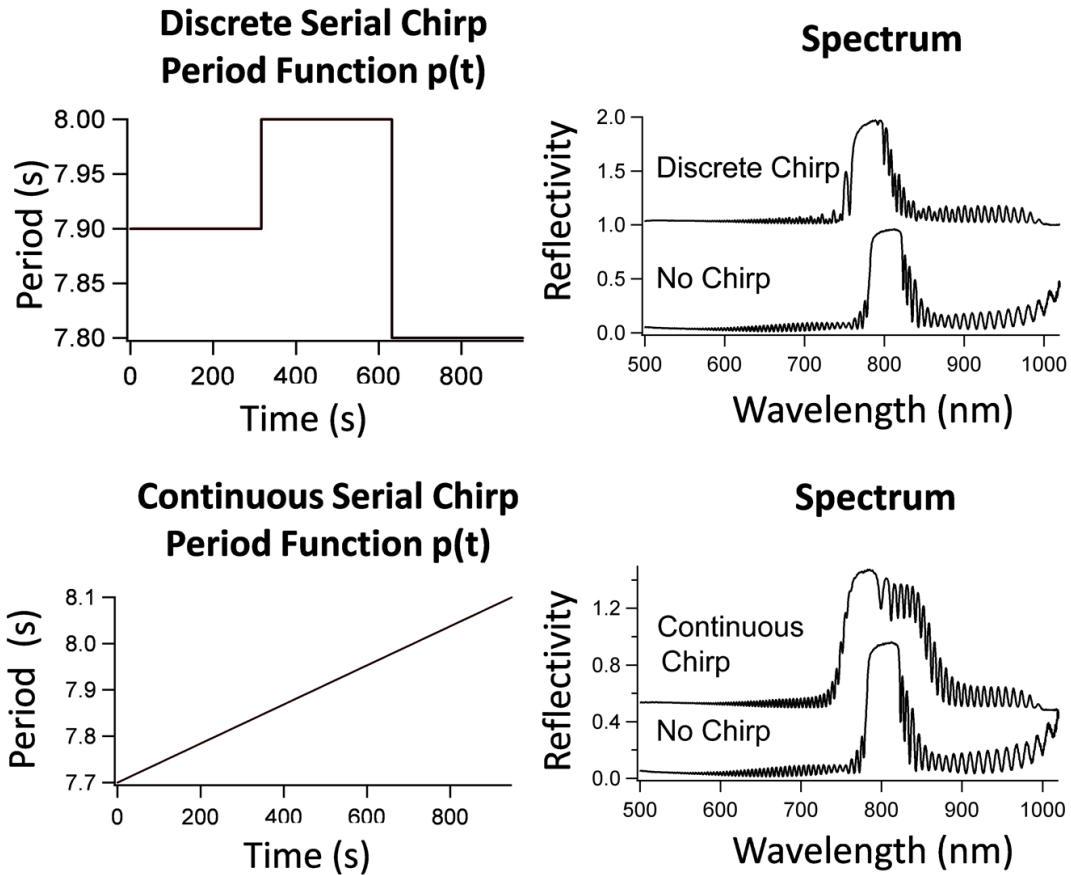 Discrete Serial Chirp
Period Function p(t)
Spectrum
8.00
7.95
7.90
7.85
7.80
Period (s)
0 200 400 600 800
Time (s)
2.0
1.5
1.0
0.5
0.0
Reflectivity
Discrete Chirp
No Chirp
500 600 700 800 900 1000
Wavelength (nm)
Continuous Serial Chirp
Period Function p(t)
Spectrum
8.1
8.0
7.9
7.8
7.7
Period (s)
0 200 400 600 800
Time (s)
1.2
0.8
0.4
0.0
Reflectivity
Continuous
Chirp
No Chirp
500 600 700 800 900 1000
Wavelength (nm)